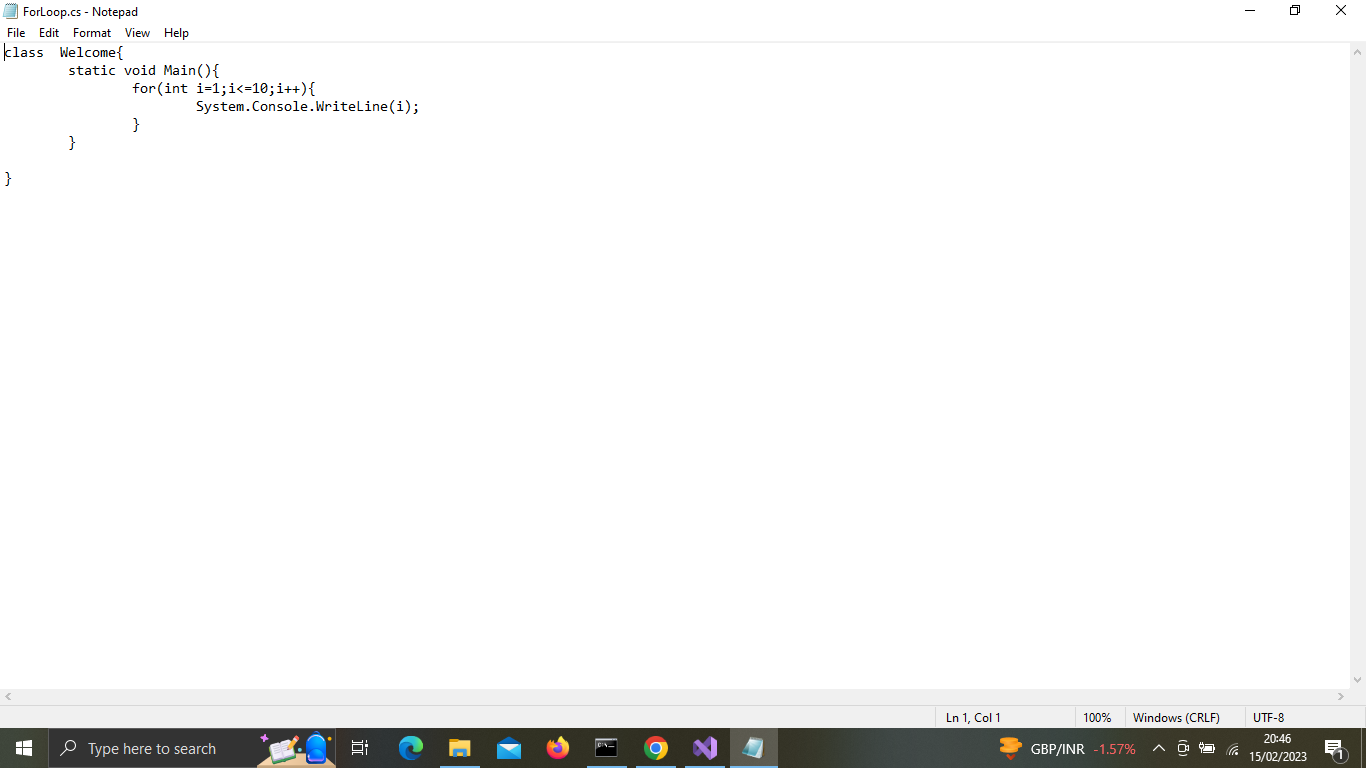 ForLoop.cs - Notepad
File Edit Format View Help
class  Welcome{
        static void Main(){
                for(int i=1;i<=10;i++){
                        System.Console.WriteLine(i);
                }
        }

}
Ln 1, Col 1 100% Windows (CRLF) UTF-8
Type here to search GBP/INR -1.57% 20:46
15/02/2023 1